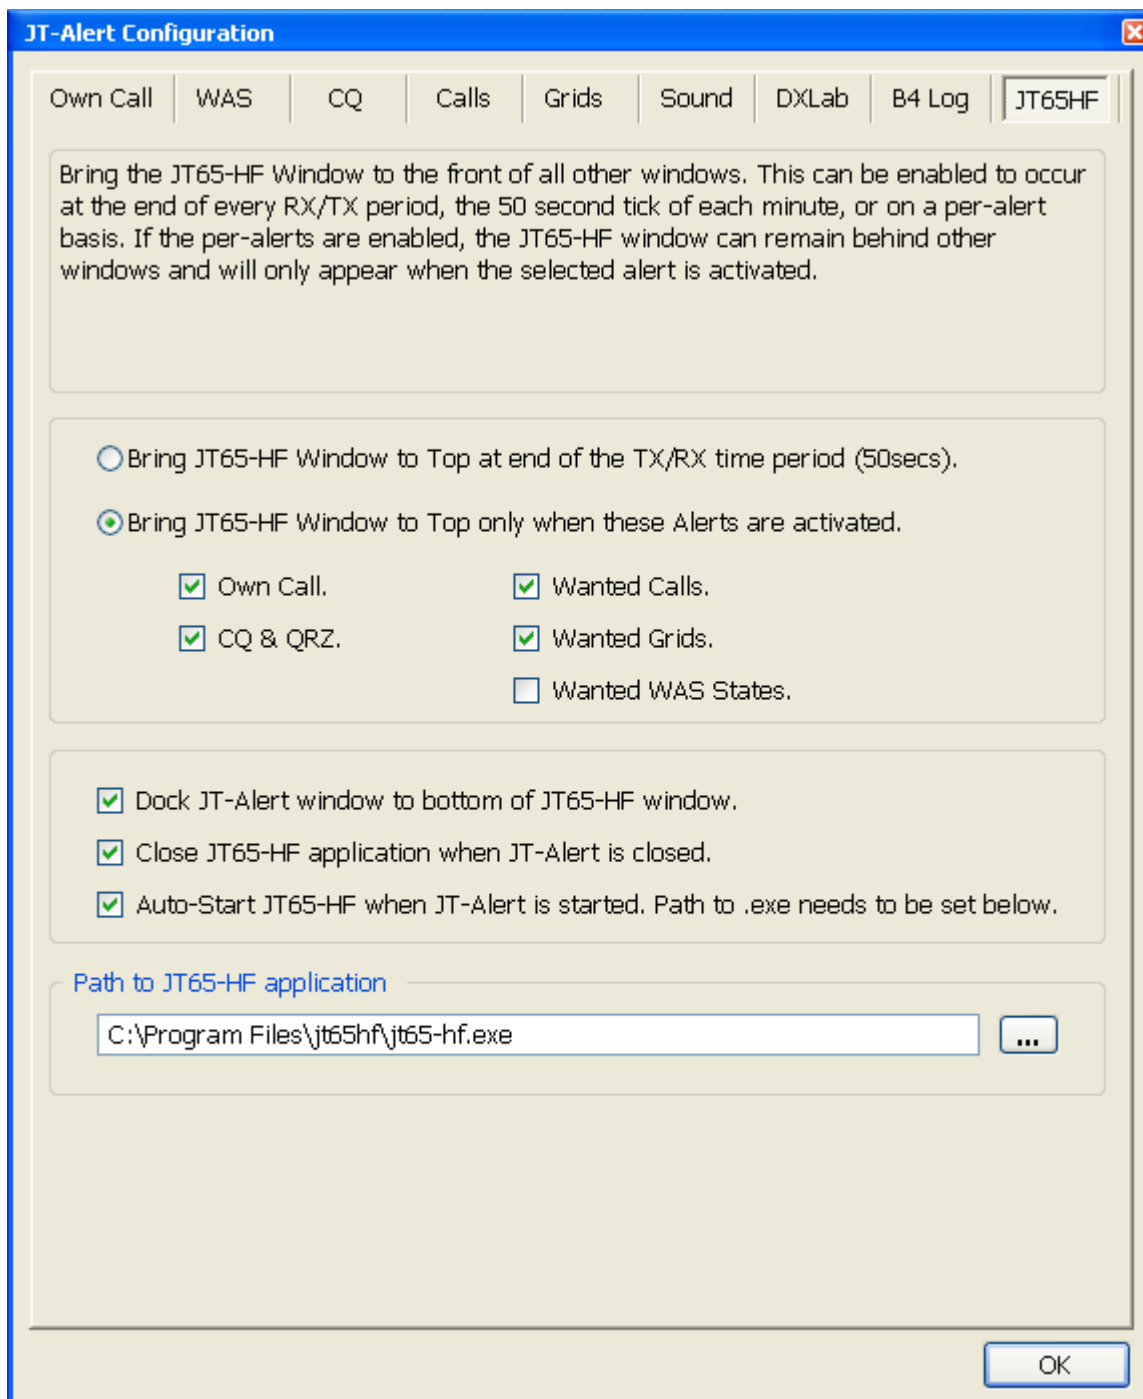 JT-Alert Configuration
Own Call WAS CQ Calls Grids Sound DXLab B4 Log JT65HF
Bring the JT65-HF Window to the front of all other windows. This can be enabled to occur
at the end of every RX/TX period, the 50 second tick of each minute, or on a per-alert
basis. If the per-alerts are enabled, the JT65-HF window can remain behind other
windows and will only appear when the selected alert is activated.
Bring JT65-HF Window to Top at end of the TX/RX time period (50secs).
Bring JT65-HF Window to Top only when these Alerts are activated.
Own Call. Wanted Calls.
CQ & QRZ. Wanted Grids.
Wanted WAS States.
Dock JT-Alert window to bottom of JT65-HF window.
Close JT65-HF application when JT-Alert is closed.
Auto-Start JT65-HF when JT-Alert is started. Path to .exe needs to be set below.
Path to JT65-HF application
C:\Program Files\jt65hf\jt65-hf.exe ...
OK